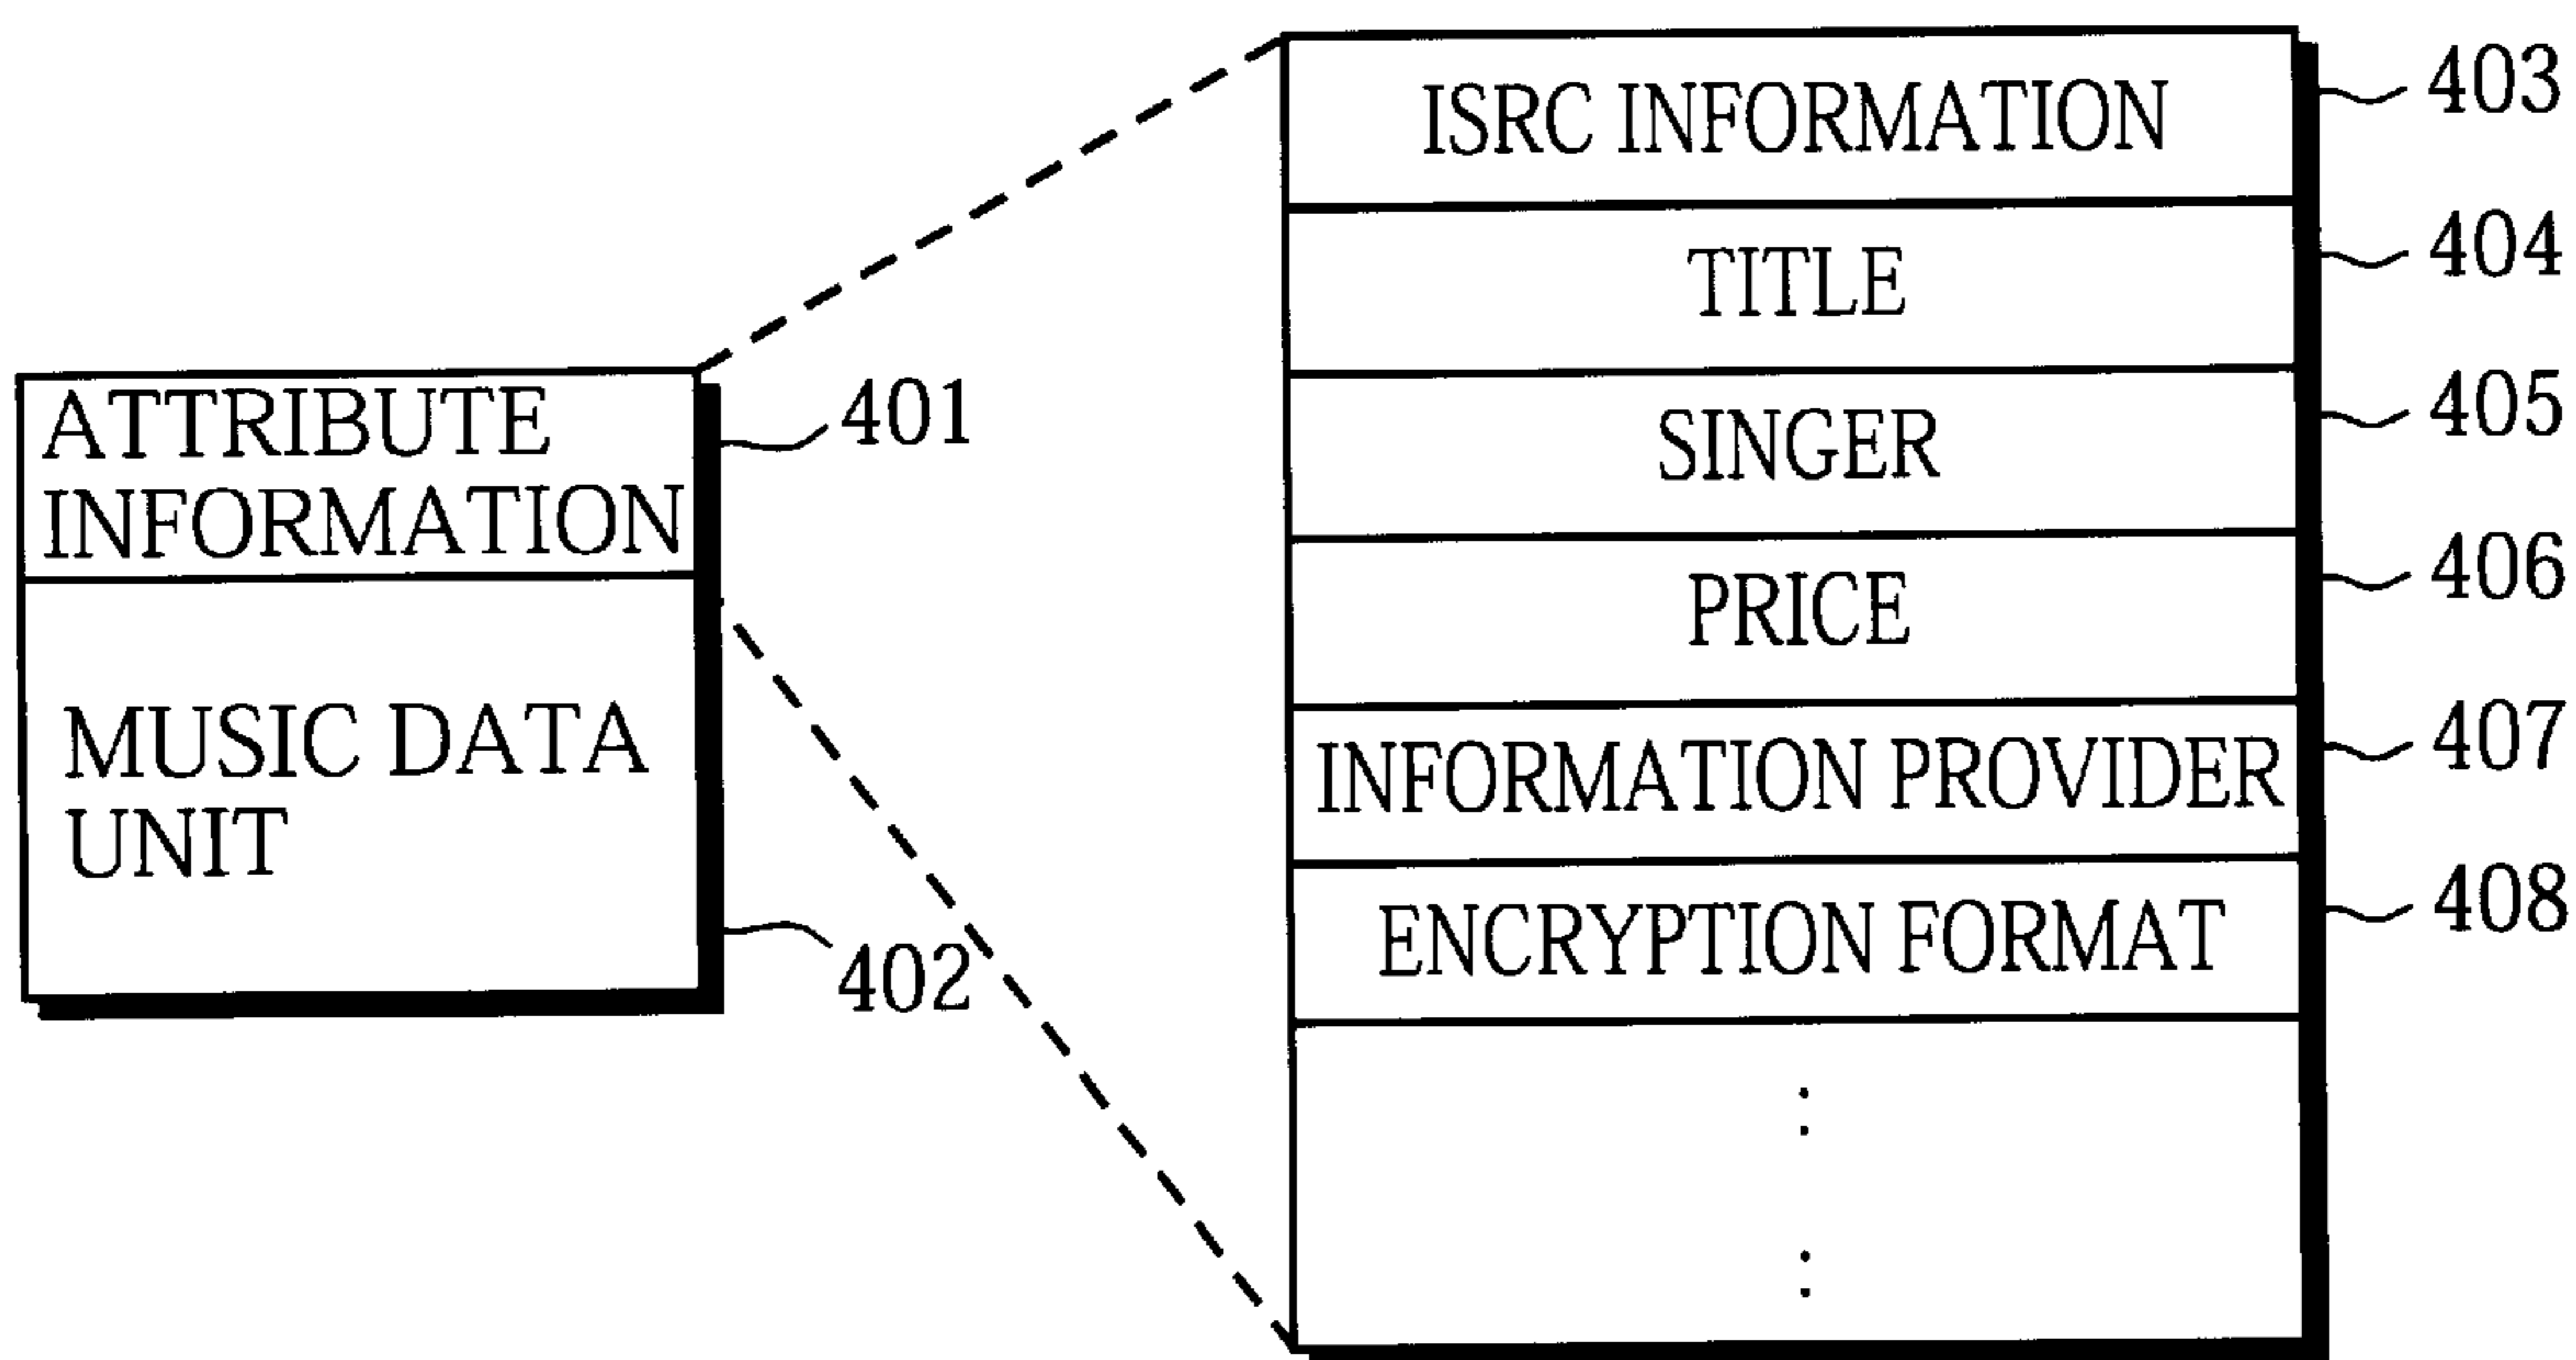 ATTRIBUTE
INFORMATION
401
MUSIC DATA
UNIT
402
ISRC INFORMATION
403
TITLE
404
SINGER
405
PRICE
406
INFORMATION PROVIDER
407
ENCRYPTION FORMAT
408